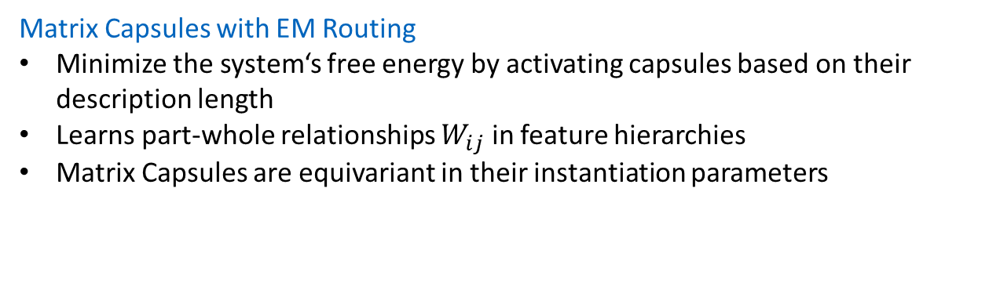 Matrix Capsules with EM Routing
• Minimize the system‘s free energy by activating capsules based on their
description length
• Learns part-whole relationships W_{ij} in feature hierarchies
• Matrix Capsules are equivariant in their instantiation parameters